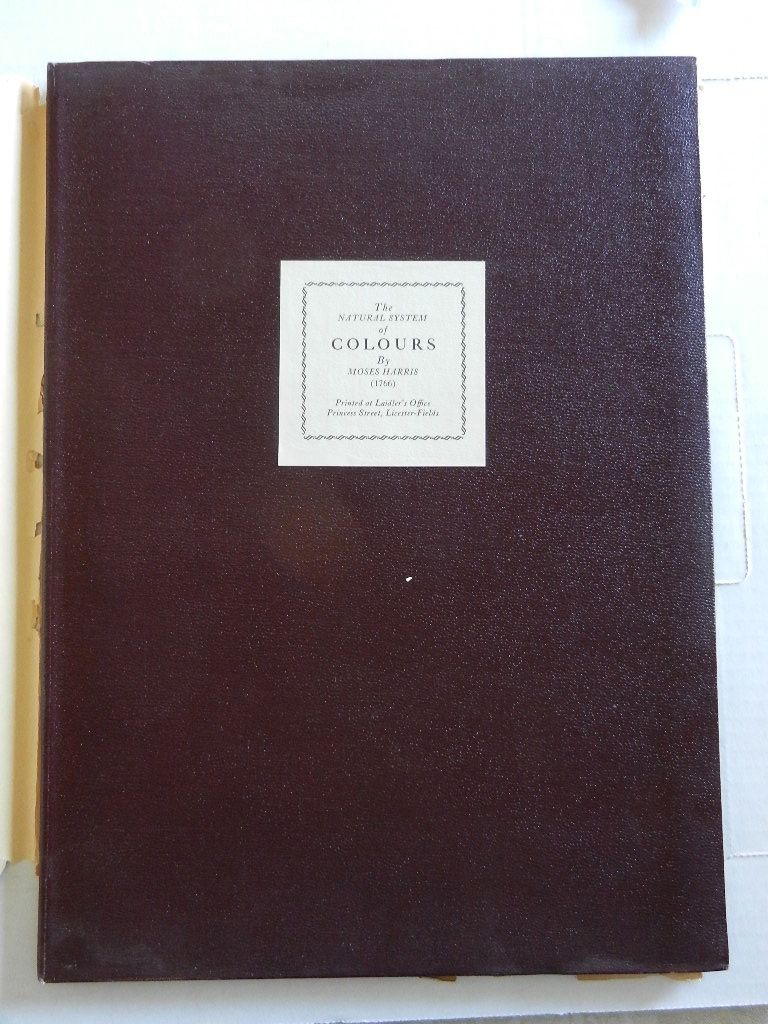 The
NATURAL SYSTEM
of
COLOURS
By
MOSES HARRIS
(1766)
Printed at Laidler's Office
Princess Street, Licester-Fields